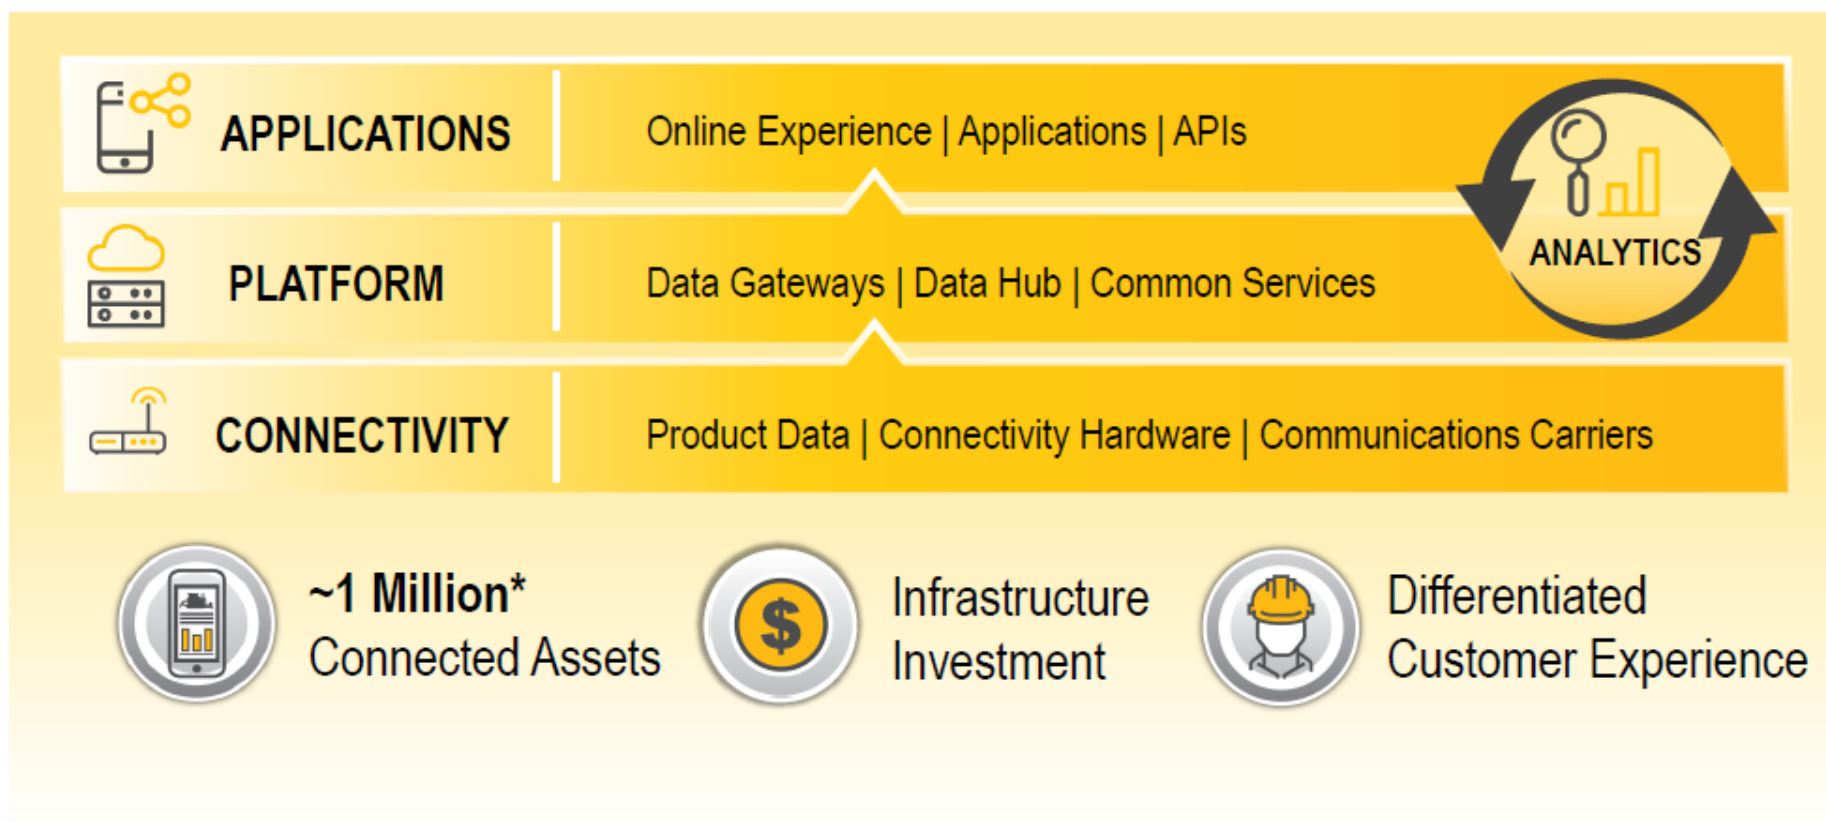 APPLICATIONS
Online Experience | Applications | APIs
PLATFORM
Data Gateways | Data Hub | Common Services
ANALYTICS
CONNECTIVITY
Product Data | Connectivity Hardware | Communications Carriers
~1 Million*
Connected Assets
$
Infrastructure
Investment
Differentiated
Customer Experience